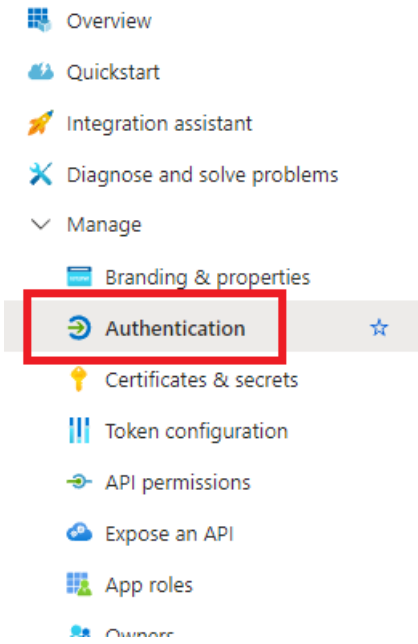 Overview
Quickstart
Integration assistant
Diagnose and solve problems
Manage
Branding & properties
Authentication
Certificates & secrets
Token configuration
API permissions
Expose an API
App roles
Owners